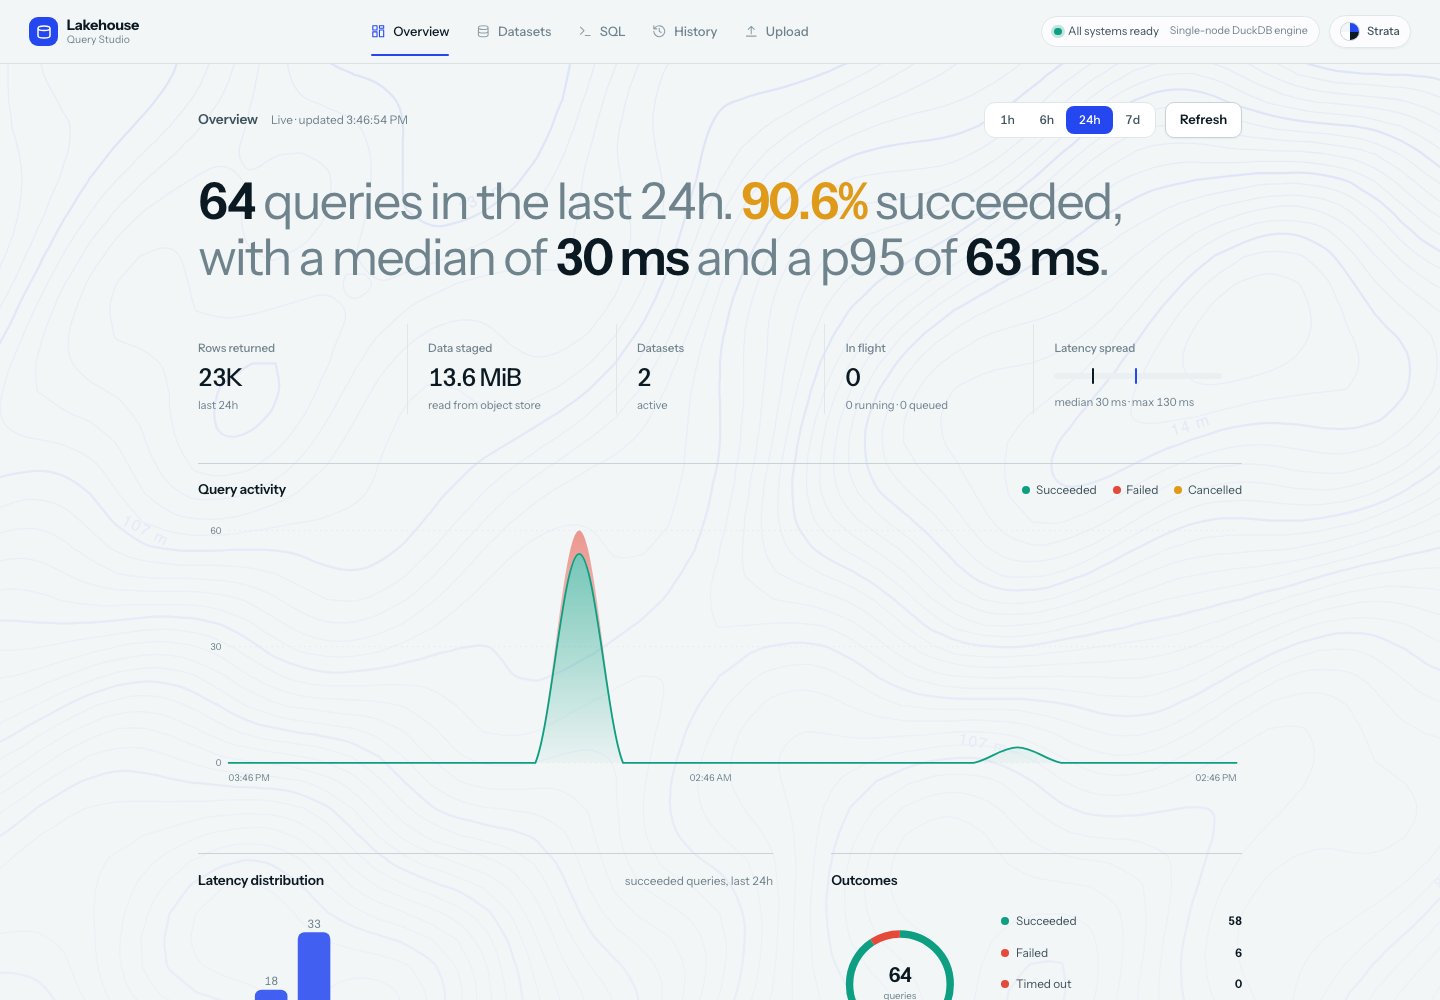 Lakehouse
Query Studio
Overview
Datasets
SQL
History
Upload
All systems ready
Single-node DuckDB engine
Strata
Overview
Live · updated 3:46:54 PM
1h
6h
24h
7d
Refresh
64 queries in the last 24h. 90.6% succeeded,
with a median of 30 ms and a p95 of 63 ms.
Rows returned
23K
last 24h
Data staged
13.6 MiB
read from object store
Datasets
2
active
In flight
0
0 running · 0 queued
Latency spread
median 30 ms · max 130 ms
14 m
Query activity
Succeeded
Failed
Cancelled
107 m
60
30
0
107
03:46 PM
02:46 AM
02:46 PM
Latency distribution
succeeded queries, last 24h
33
18
Outcomes
64
queries
Succeeded
58
Failed
6
Timed out
0